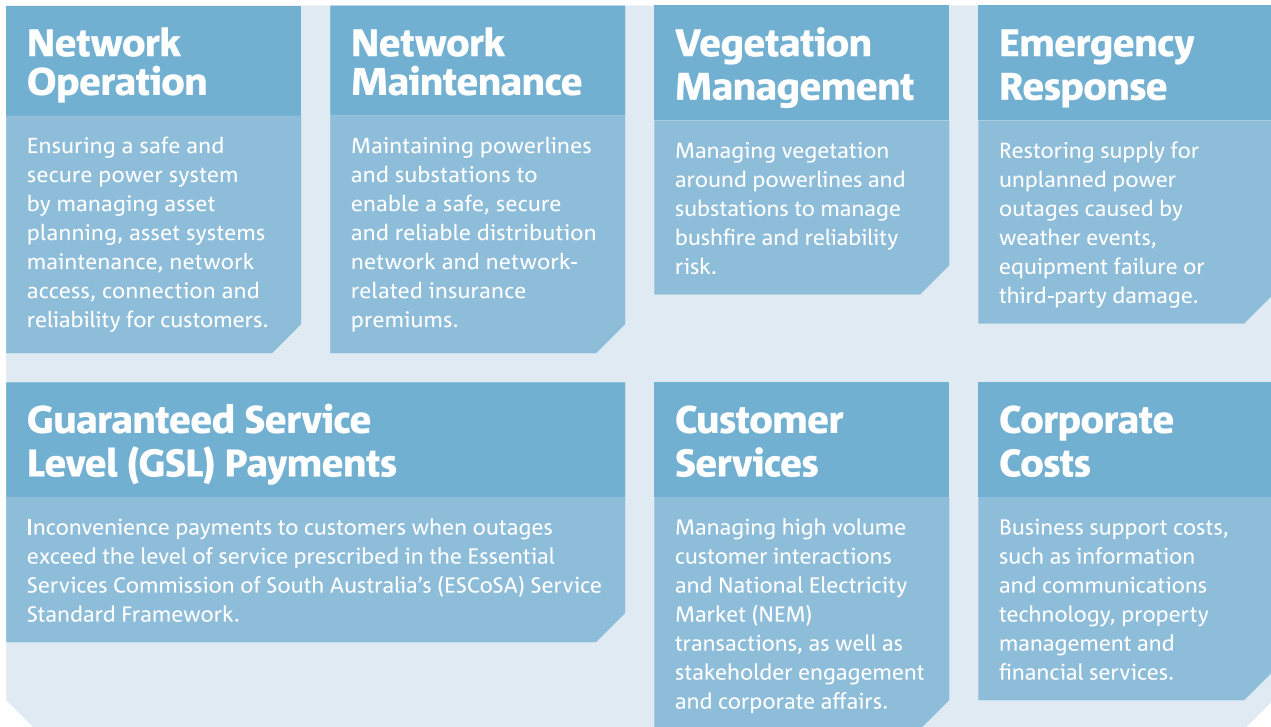 Network
Operation
Ensuring a safe and
secure power system
by managing asset
planning, asset systems
maintenance, network
access, connection and
reliability for customers.
Network
Maintenance
Maintaining powerlines
and substations to
enable a safe, secure
and reliable distribution
network and network-
related insurance
premiums.
Vegetation
Management
Managing vegetation
around powerlines and
substations to manage
bushfire and reliability
risk.
Emergency
Response
Restoring supply for
unplanned power
outages caused by
weather events,
equipment failure or
third-party damage.
Guaranteed Service
Level (GSL) Payments
Inconvenience payments to customers when outages
exceed the level of service prescribed in the Essential
Services Commission of South Australia’s (ESCoSA) Service
Standard Framework.
Customer
Services
Managing high volume
customer interactions
and National Electricity
Market (NEM)
transactions, as well as
stakeholder engagement
and corporate affairs.
Corporate
Costs
Business support costs,
such as information
and communications
technology, property
management and
financial services.